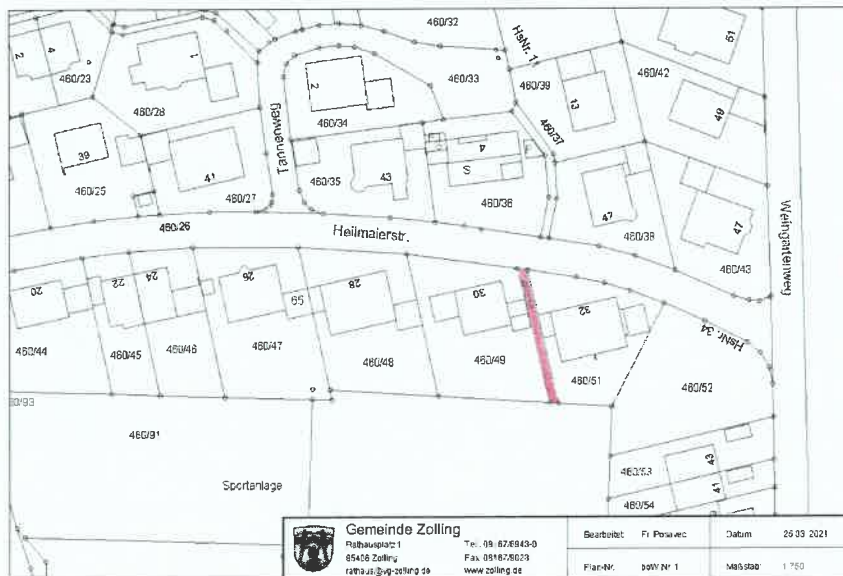 460/32
HsNr. 1
51
2
4
460/23
1
460/28
2
460/33
460/39
13
460/42
49
460/34
460/37
Tannenweg
39
41
460/25
460/27
460/35
43
4
S
460/36
47
460/38
47
460/43
Weingartenweg
460/26
Heilmaierstr.
20
22
24
26
65
28
30
32
HsNr. 34
460/44
460/45
460/46
460/47
460/48
460/49
460/51
460/52
460/91
Sportanlage
460/53
43
460/54
41
Gemeinde Zolling
Rathausplatz 1
85406 Zolling
rathaus@vg-zolling.de
Tel. 08167/6943-0
Fax 08167/9023
www.zolling.de
Bearbeitet Fr. Posavec
Datum 26.03.2021
Plan-Nr. böW Nr 1
Maßstab 1:750